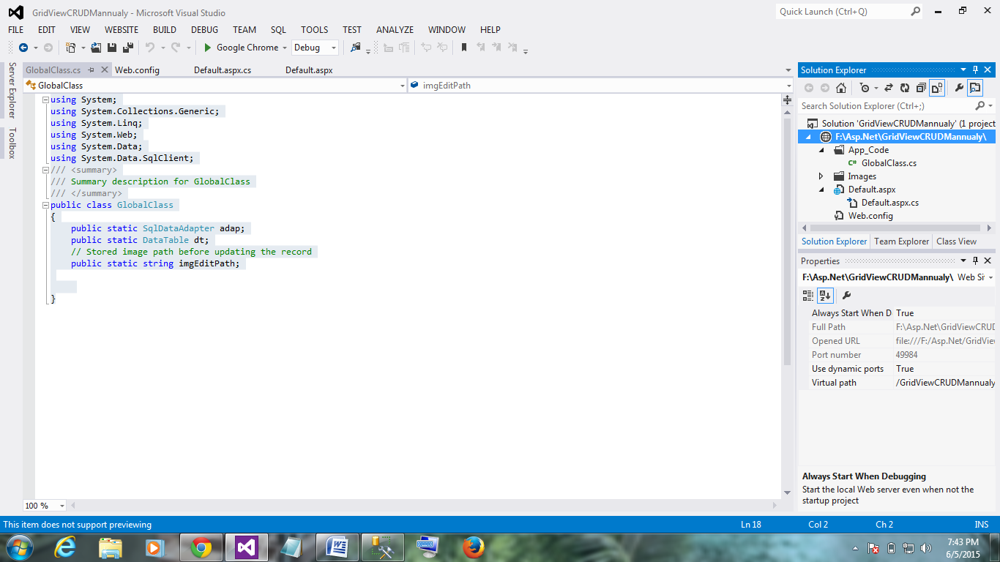 GridViewCRUDMannualy - Microsoft Visual Studio
Quick Launch (Ctrl+Q)
FILE EDIT VIEW WEBSITE BUILD DEBUG TEAM SQL TOOLS TEST ANALYZE WINDOW HELP
Google Chrome Debug
Server Explorer
Toolbox
GlobalClass.cs Web.config Default.aspx.cs Default.aspx
GlobalClass imgEditPath
using System;
using System.Collections.Generic;
using System.Linq;
using System.Web;
using System.Data;
using System.Data.SqlClient;
/// <summary>
/// Summary description for GlobalClass
/// </summary>
public class GlobalClass
{
public static SqlDataAdapter adap;
public static DataTable dt;
// Stored image path before updating the record
public static string imgEditPath;
}
100 %
Solution Explorer
Search Solution Explorer (Ctrl+;)
Solution 'GridViewCRUDMannualy' (1 project
F:\Asp.Net\GridViewCRUDMannualy\
App_Code
C# GlobalClass.cs
Images
Default.aspx
Default.aspx.cs
Web.config
Solution Explorer Team Explorer Class View
Properties
F:\Asp.Net\GridViewCRUDMannualy\ Web Sit
Always Start When D True
Full Path F:\Asp.Net\GridViewCRUD
Opened URL file:///F:/Asp.Net/GridView
Port number 49984
Use dynamic ports True
Virtual path /GridViewCRUDMannualy
Always Start When Debugging
Start the local Web server even when not the
startup project
This item does not support previewing Ln 18 Col 2 Ch 2 INS
7:43 PM
6/5/2015